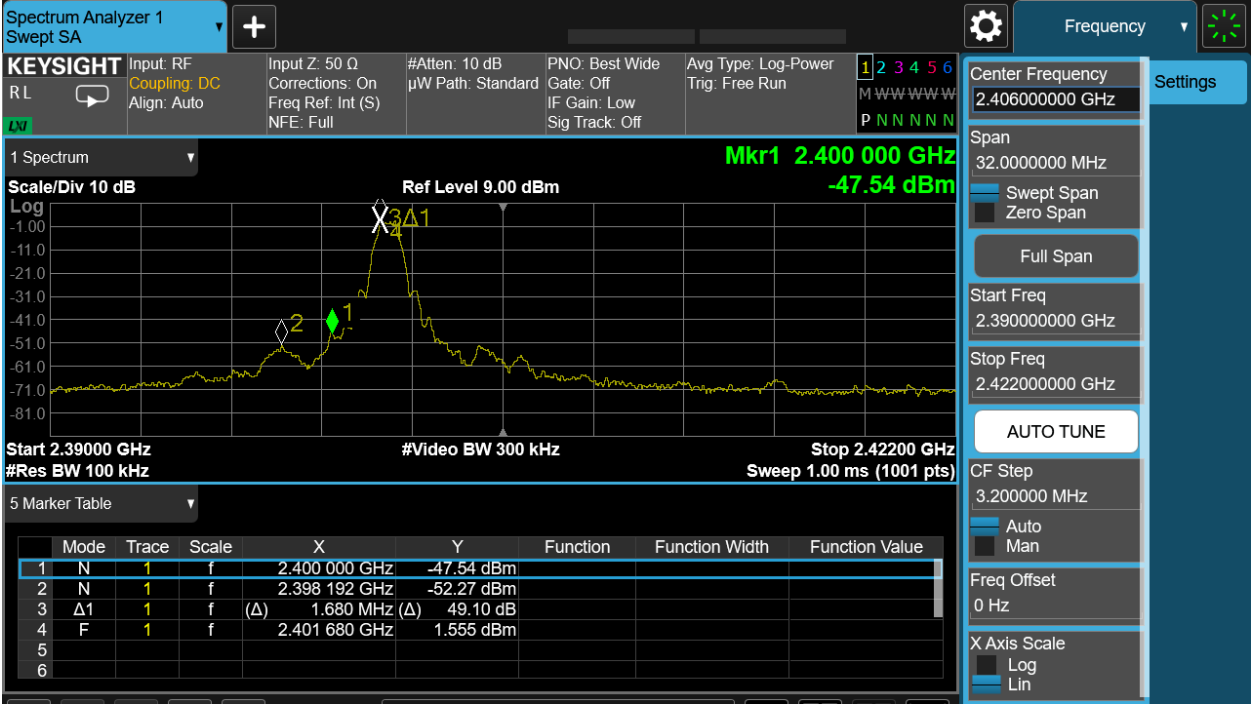 Spectrum Analyzer 1
Swept SA
+
Frequency
KEYSIGHT
R L
LXI
Input: RF
Coupling: DC
Align: Auto
Input Z: 50 Ω
Corrections: On
Freq Ref: Int (S)
NFE: Full
#Atten: 10 dB
µW Path: Standard
PNO: Best Wide
Gate: Off
IF Gain: Low
Sig Track: Off
Avg Type: Log-Power
Trig: Free Run
1 2 3 4 5 6
M W W W W W
P N N N N N
Center Frequency
2.406000000 GHz
Settings
Span
32.0000000 MHz
Swept Span
Zero Span
Full Span
Start Freq
2.390000000 GHz
Stop Freq
2.422000000 GHz
AUTO TUNE
CF Step
3.200000 MHz
Auto
Man
Freq Offset
0 Hz
X Axis Scale
Log
Lin
1 Spectrum
Mkr1 2.400 000 GHz
-47.54 dBm
Scale/Div 10 dB
Ref Level 9.00 dBm
Log
-1.00
-11.0
-21.0
-31.0
-41.0
-51.0
-61.0
-71.0
-81.0
3Δ1
4
2
1
Start 2.39000 GHz
#Video BW 300 kHz
Stop 2.42200 GHz
#Res BW 100 kHz
Sweep 1.00 ms (1001 pts)
5 Marker Table
Mode Trace Scale X Y Function Function Width Function Value
1 N 1 f 2.400 000 GHz -47.54 dBm
2 N 1 f 2.398 192 GHz -52.27 dBm
3 Δ1 1 f (Δ) 1.680 MHz (Δ) 49.10 dB
4 F 1 f 2.401 680 GHz 1.555 dBm
5
6